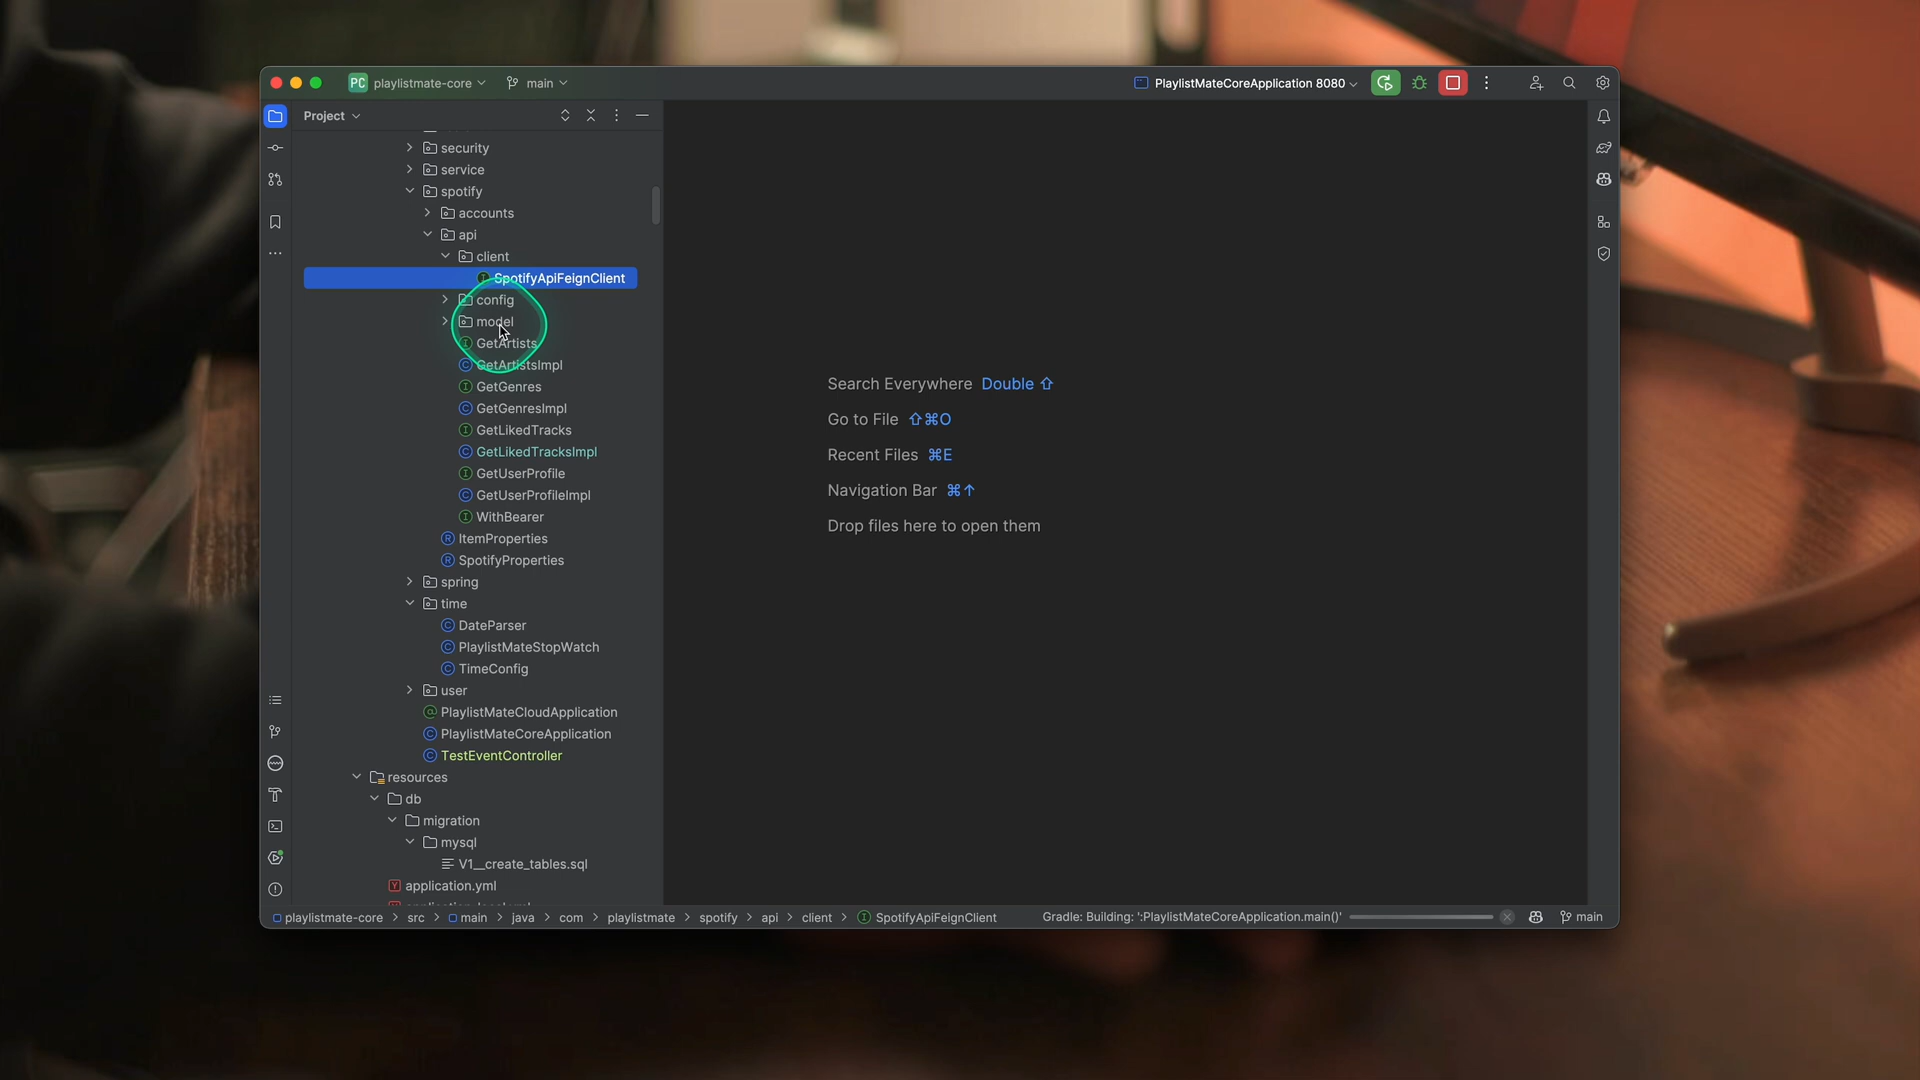 PC playlistmate-core main PlaylistMateCoreApplication 8080
Project
security
service
spotify
accounts
api
client
SpotifyApiFeignClient
config
model
GetArtists
GetArtistsImpl
GetGenres
GetGenresImpl
GetLikedTracks
GetLikedTracksImpl
GetUserProfile
GetUserProfileImpl
WithBearer
ItemProperties
SpotifyProperties
spring
time
DateParser
PlaylistMateStopWatch
TimeConfig
user
PlaylistMateCloudApplication
PlaylistMateCoreApplication
TestEventController
resources
db
migration
mysql
V1__create_tables.sql
application.yml
Search Everywhere Double ⇧
Go to File ⇧⌘O
Recent Files ⌘E
Navigation Bar ⌘↑
Drop files here to open them
playlistmate-core > src > main > java > com > playlistmate > spotify > api > client > SpotifyApiFeignClient Gradle: Building: ':PlaylistMateCoreApplication.main()' main